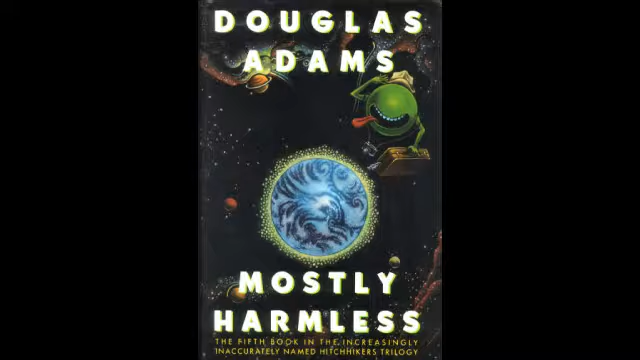 DOUGLAS
ADAMS
MOSTLY
HARMLESS
THE FIFTH BOOK IN THE INCREASINGLY
INACCURATELY NAMED HITCHHIKERS TRILOGY